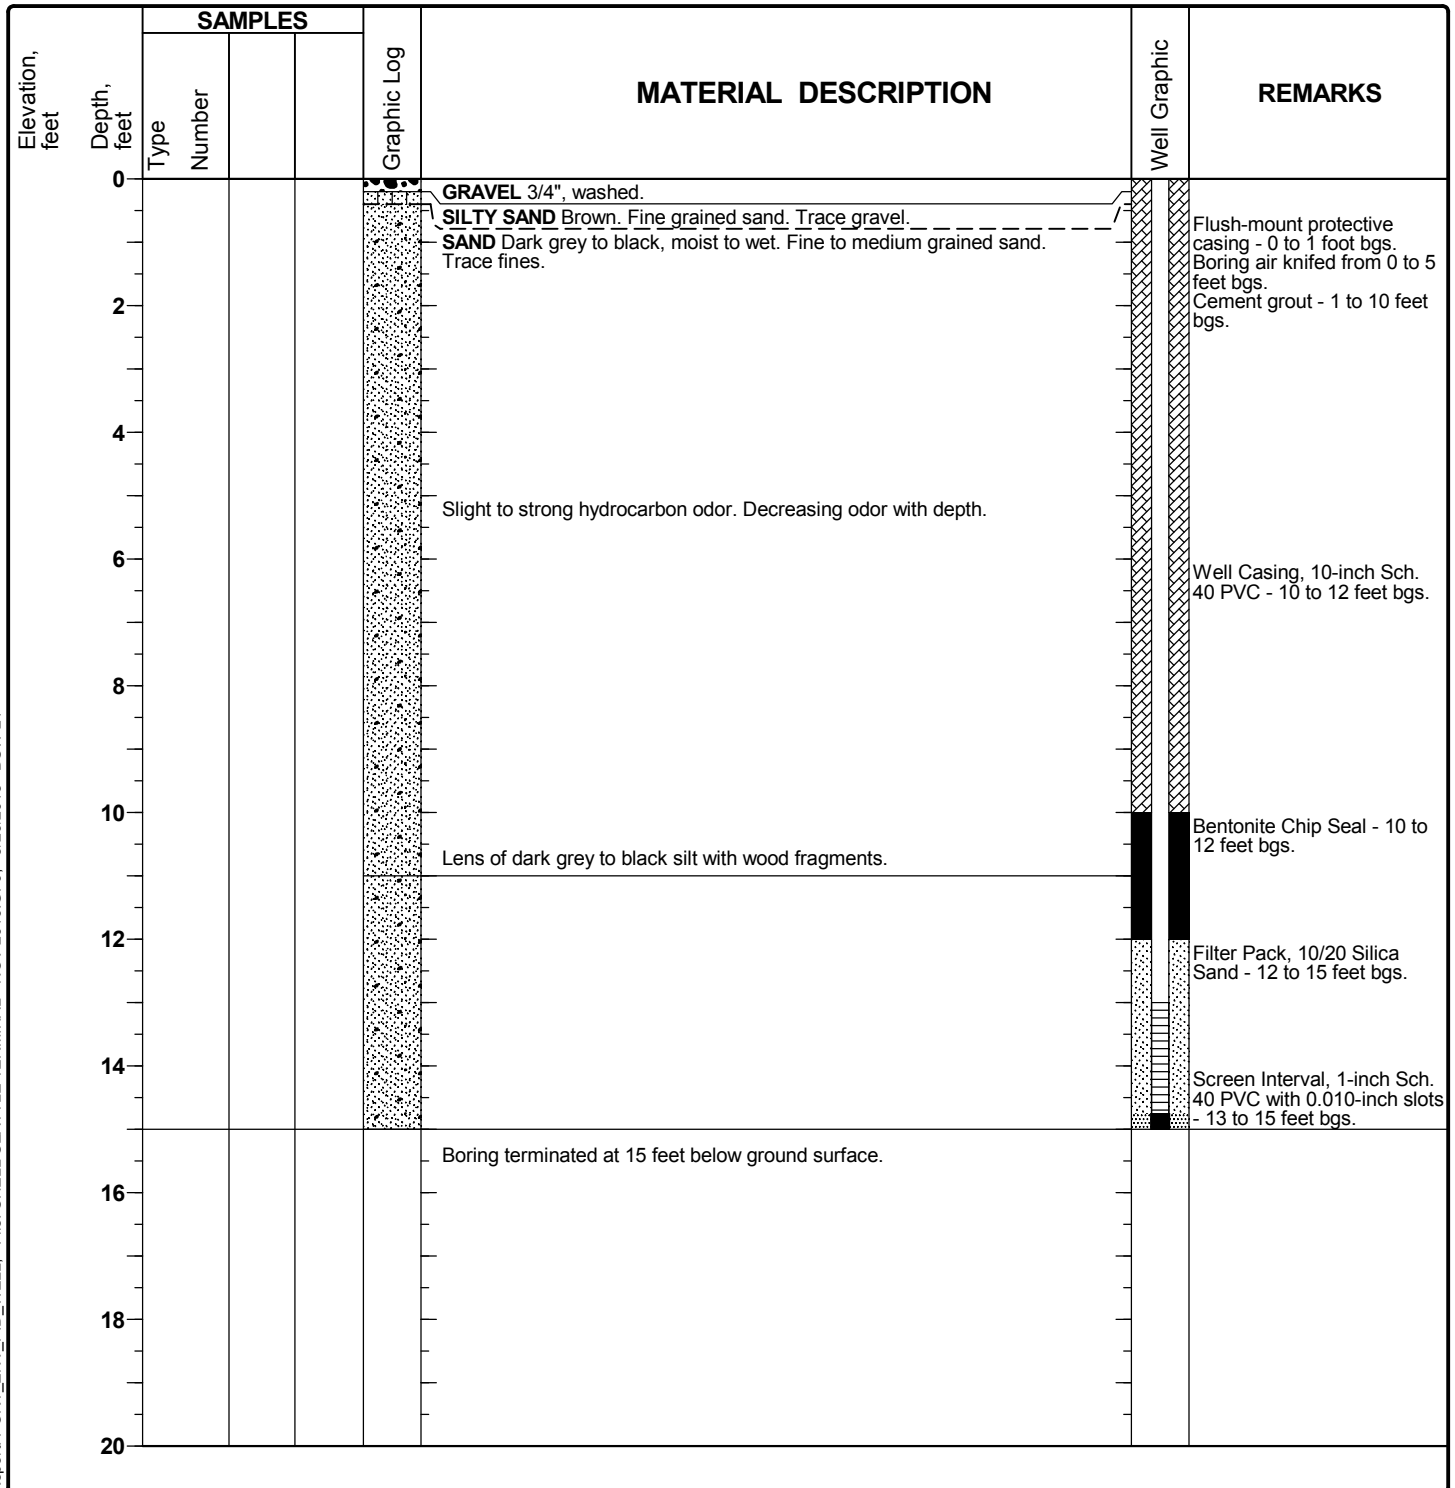 SAMPLES
Elevation,
feet
Depth,
feet
Type
Number
Graphic Log
MATERIAL DESCRIPTION
Well Graphic
REMARKS
0
GRAVEL 3/4", washed.
SILTY SAND Brown. Fine grained sand. Trace gravel.
SAND Dark grey to black, moist to wet. Fine to medium grained sand.
Trace fines.
Flush-mount protective
casing - 0 to 1 foot bgs.
Boring air knifed from 0 to 5
feet bgs.
Cement grout - 1 to 10 feet
bgs.
2
4
Slight to strong hydrocarbon odor. Decreasing odor with depth.
6
Well Casing, 10-inch Sch.
40 PVC - 10 to 12 feet bgs.
8
10
Bentonite Chip Seal - 10 to
12 feet bgs.
Lens of dark grey to black silt with wood fragments.
12
Filter Pack, 10/20 Silica
Sand - 12 to 15 feet bgs.
14
Screen Interval, 1-inch Sch.
40 PVC with 0.010-inch slots
- 13 to 15 feet bgs.
Boring terminated at 15 feet below ground surface.
16
18
20